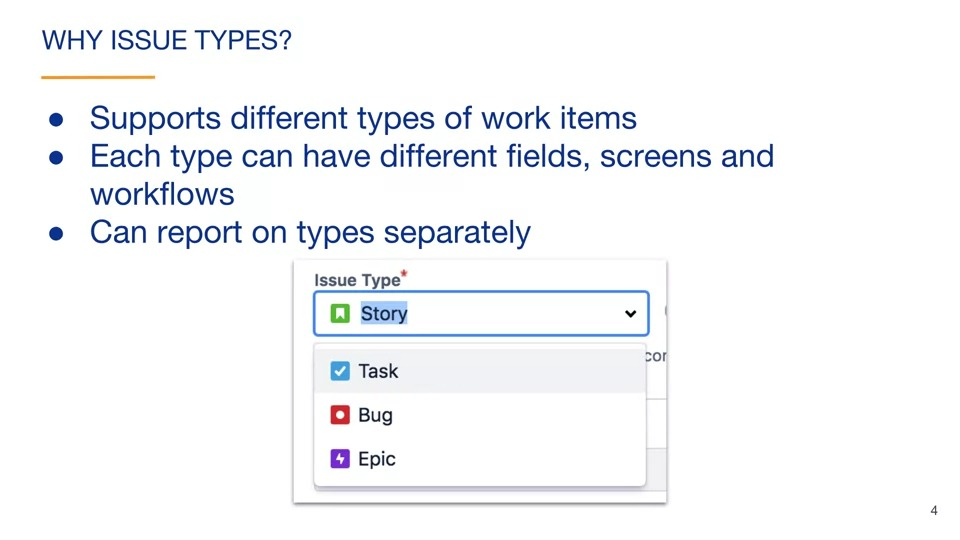 WHY ISSUE TYPES?
● Supports different types of work items
● Each type can have different fields, screens and
workflows
● Can report on types separately
Issue Type*
Story
Task
Bug
Epic
4